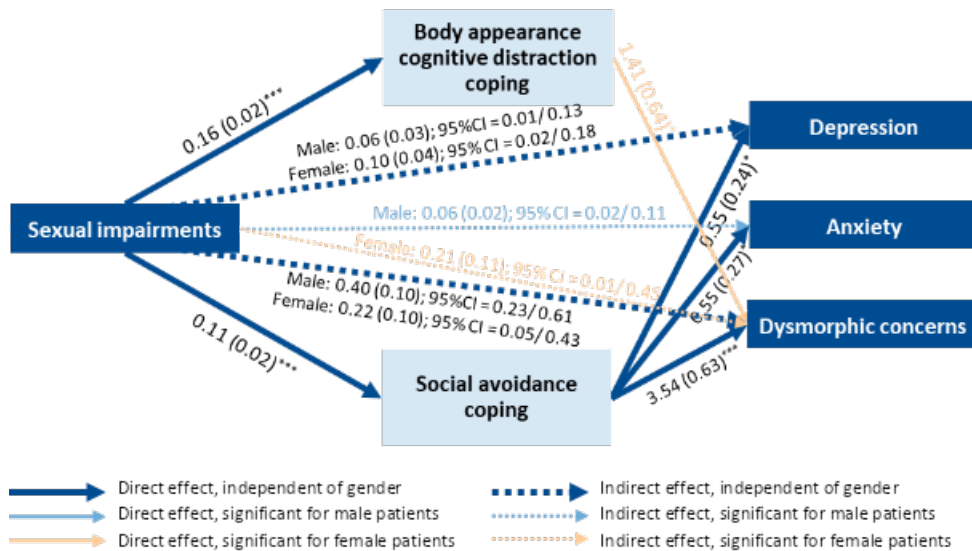 Body appearance
cognitive distraction
coping
1.41 (0.64)*
0.16 (0.02)***
Male: 0.06 (0.03); 95%CI = 0.01/0.13
Female: 0.10 (0.04); 95% CI = 0.02/0.18
Depression
0.55 (0.24)*
Sexual impairments
Male: 0.06 (0.02); 95% CI = 0.02/0.11
Anxiety
Female: 0.21 (0.11); 95% CI = 0.01/0.45
0.55 (0.27)*
Male: 0.40 (0.10); 95%CI = 0.23/0.61
Female: 0.22 (0.10); 95% CI = 0.05/0.43
Dysmorphic concerns
0.11 (0.02)***
Social avoidance
coping
3.54 (0.63)***
Direct effect, independent of gender
Indirect effect, independent of gender
Direct effect, significant for male patients
Indirect effect, significant for male patients
Direct effect, significant for female patients
Indirect effect, significant for female patients